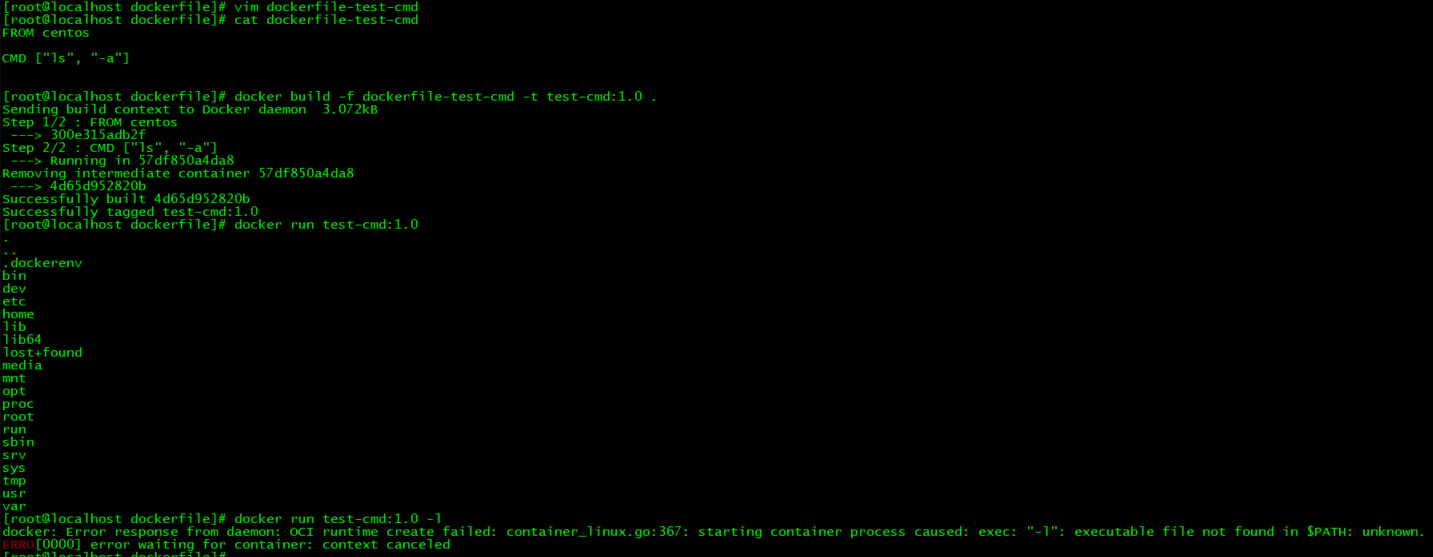 [root@localhost dockerfile]# vim dockerfile-test-cmd
[root@localhost dockerfile]# cat dockerfile-test-cmd
FROM centos
CMD ["ls", "-a"]
[root@localhost dockerfile]# docker build -f dockerfile-test-cmd -t test-cmd:1.0 .
Sending build context to Docker daemon  3.072kB
Step 1/2 : FROM centos
 ---> 300e315adb2f
Step 2/2 : CMD ["ls", "-a"]
 ---> Running in 57df850a4da8
Removing intermediate container 57df850a4da8
 ---> 4d65d952820b
Successfully built 4d65d952820b
Successfully tagged test-cmd:1.0
[root@localhost dockerfile]# docker run test-cmd:1.0
.
..
.dockerenv
bin
dev
etc
home
lib
lib64
lost+found
media
mnt
opt
proc
root
run
sbin
srv
sys
tmp
usr
var
[root@localhost dockerfile]# docker run test-cmd:1.0 -l
docker: Error response from daemon: OCI runtime create failed: container_linux.go:367: starting container process caused: exec: "-l": executable file not found in $PATH: unknown.
ERRO[0000] error waiting for container: context canceled
[root@localhost dockerfile]#